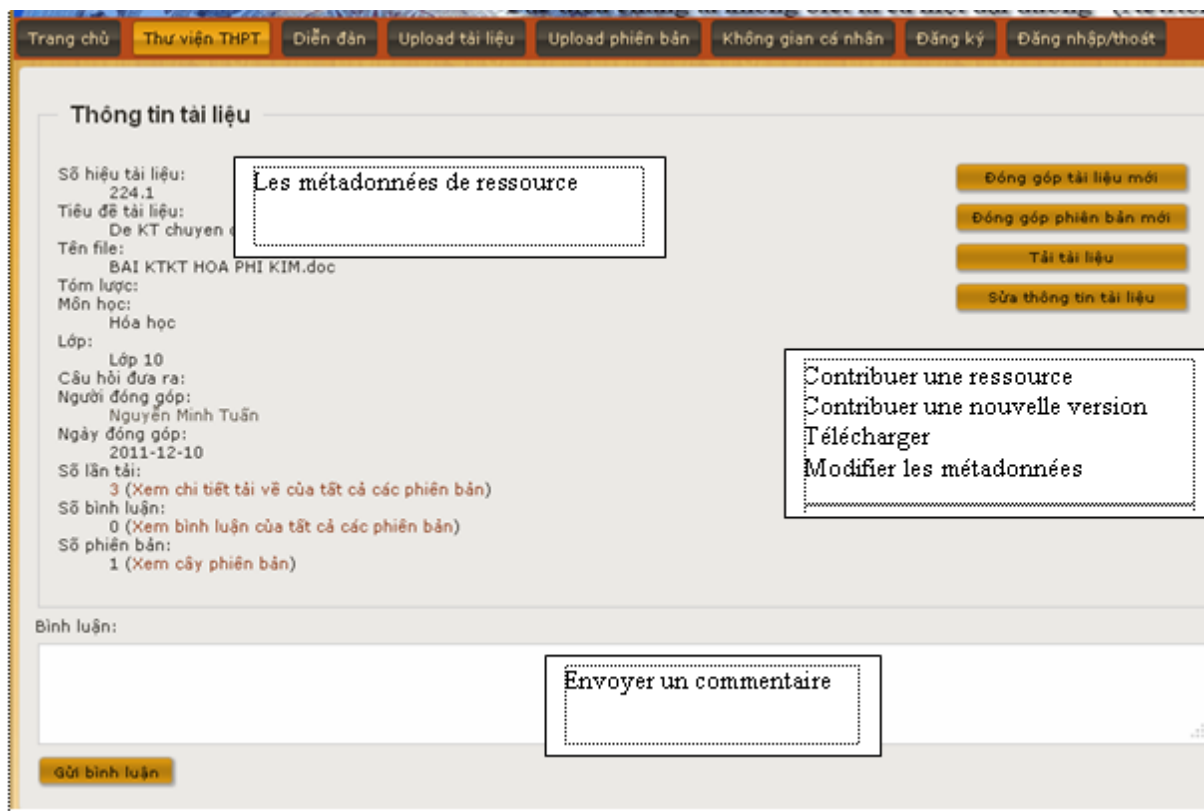 Trang chủ Thư viện THPT Diễn đàn Upload tài liệu Upload phiên bản Không gian cá nhân Đăng ký Đăng nhập/thoát
Thông tin tài liệu
Số hiệu tài liệu:
224.1
Tiêu đề tài liệu:
De KT chuyen
Tên file:
BAI KTKT HOA PHI KIM.doc
Tóm lược:
Môn học:
Hóa học
Lớp:
Lớp 10
Câu hỏi đưa ra:
Người đóng góp:
Nguyễn Minh Tuấn
Ngày đóng góp:
2011-12-10
Số lần tải:
3 (Xem chi tiết tải về của tất cả các phiên bản)
Số bình luận:
0 (Xem bình luận của tất cả các phiên bản)
Số phiên bản:
1 (Xem cây phiên bản)
Les métadonnées de ressource
Đóng góp tài liệu mới
Đóng góp phiên bản mới
Tải tài liệu
Sửa thông tin tài liệu
Contribuer une ressource
Contribuer une nouvelle version
Télécharger
Modifier les métadonnées
Bình luận:
Envoyer un commentaire
Gửi bình luận